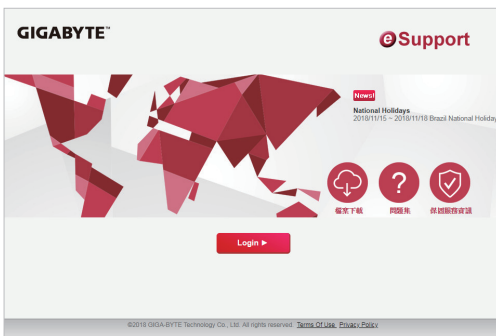 GIGABYTE™
eSupport
News!
National Holidays
2018/11/15 ~ 2018/11/18 Brazil National Holiday
檔案下載
問題集
保固服務資訊
Login ►
©2018 GIGA-BYTE Technology Co., Ltd. All rights reserved. Terms Of Use Privacy Policy